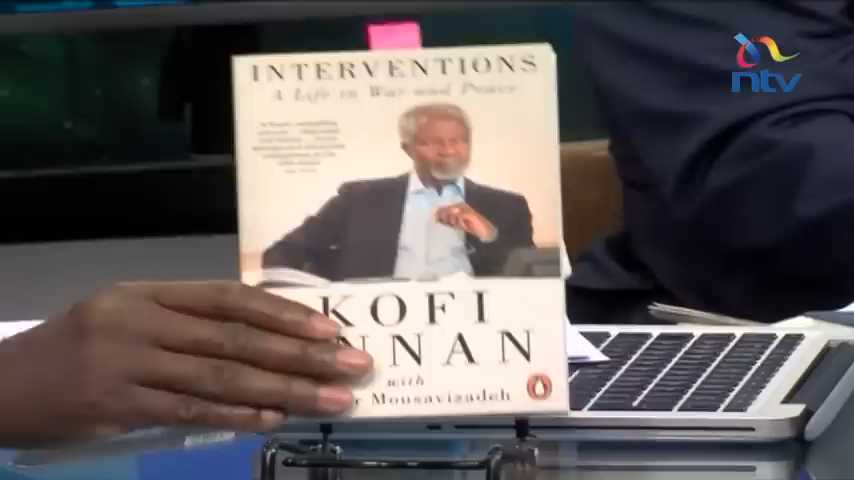 ntv
INTERVENTIONS
A Life in War and Peace
KOFI
NNAN
with
r Mousavizadeh